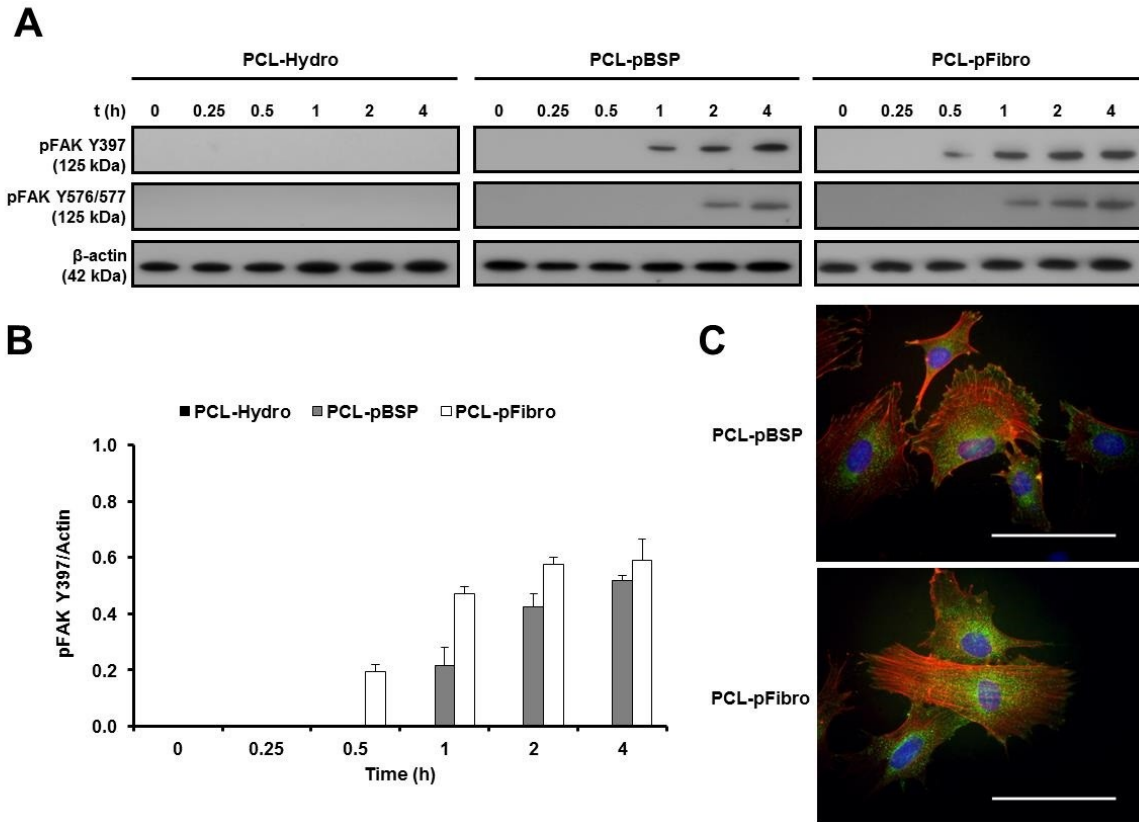 A
PCL-Hydro PCL-pBSP PCL-pFibro
t (h) 0 0.25 0.5 1 2 4 0 0.25 0.5 1 2 4 0 0.25 0.5 1 2 4
pFAK Y397
(125 kDa)
pFAK Y576/577
(125 kDa)
β-actin
(42 kDa)
B
PCL-Hydro PCL-pBSP PCL-pFibro
1.0
0.8
0.6
0.4
0.2
0.0
pFAK Y397/Actin
0 0.25 0.5 1 2 4
Time (h)
C
PCL-pBSP
PCL-pFibro